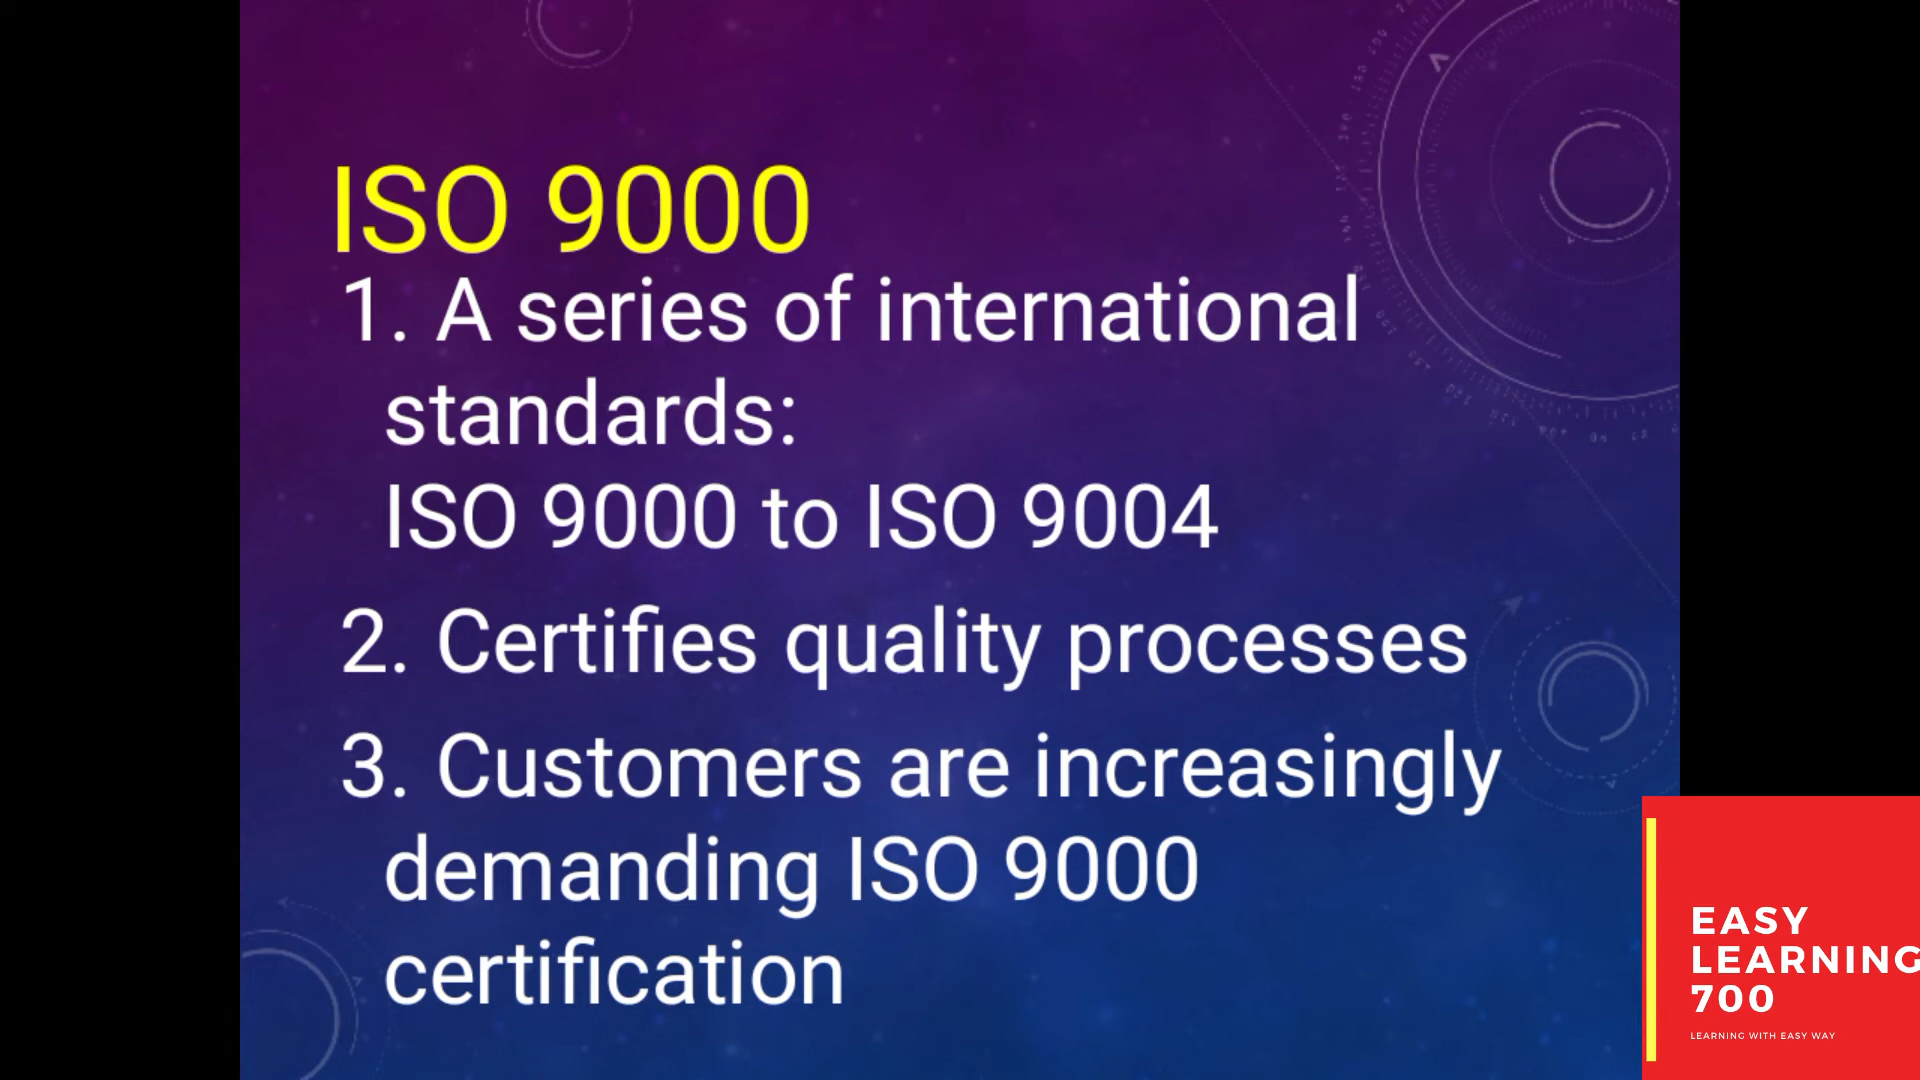 ISO 9000
1. A series of international
standards:
ISO 9000 to ISO 9004
2. Certifies quality processes
3. Customers are increasingly
demanding ISO 9000
certification
EASY
LEARNING
700
LEARNING WITH EASY WAY